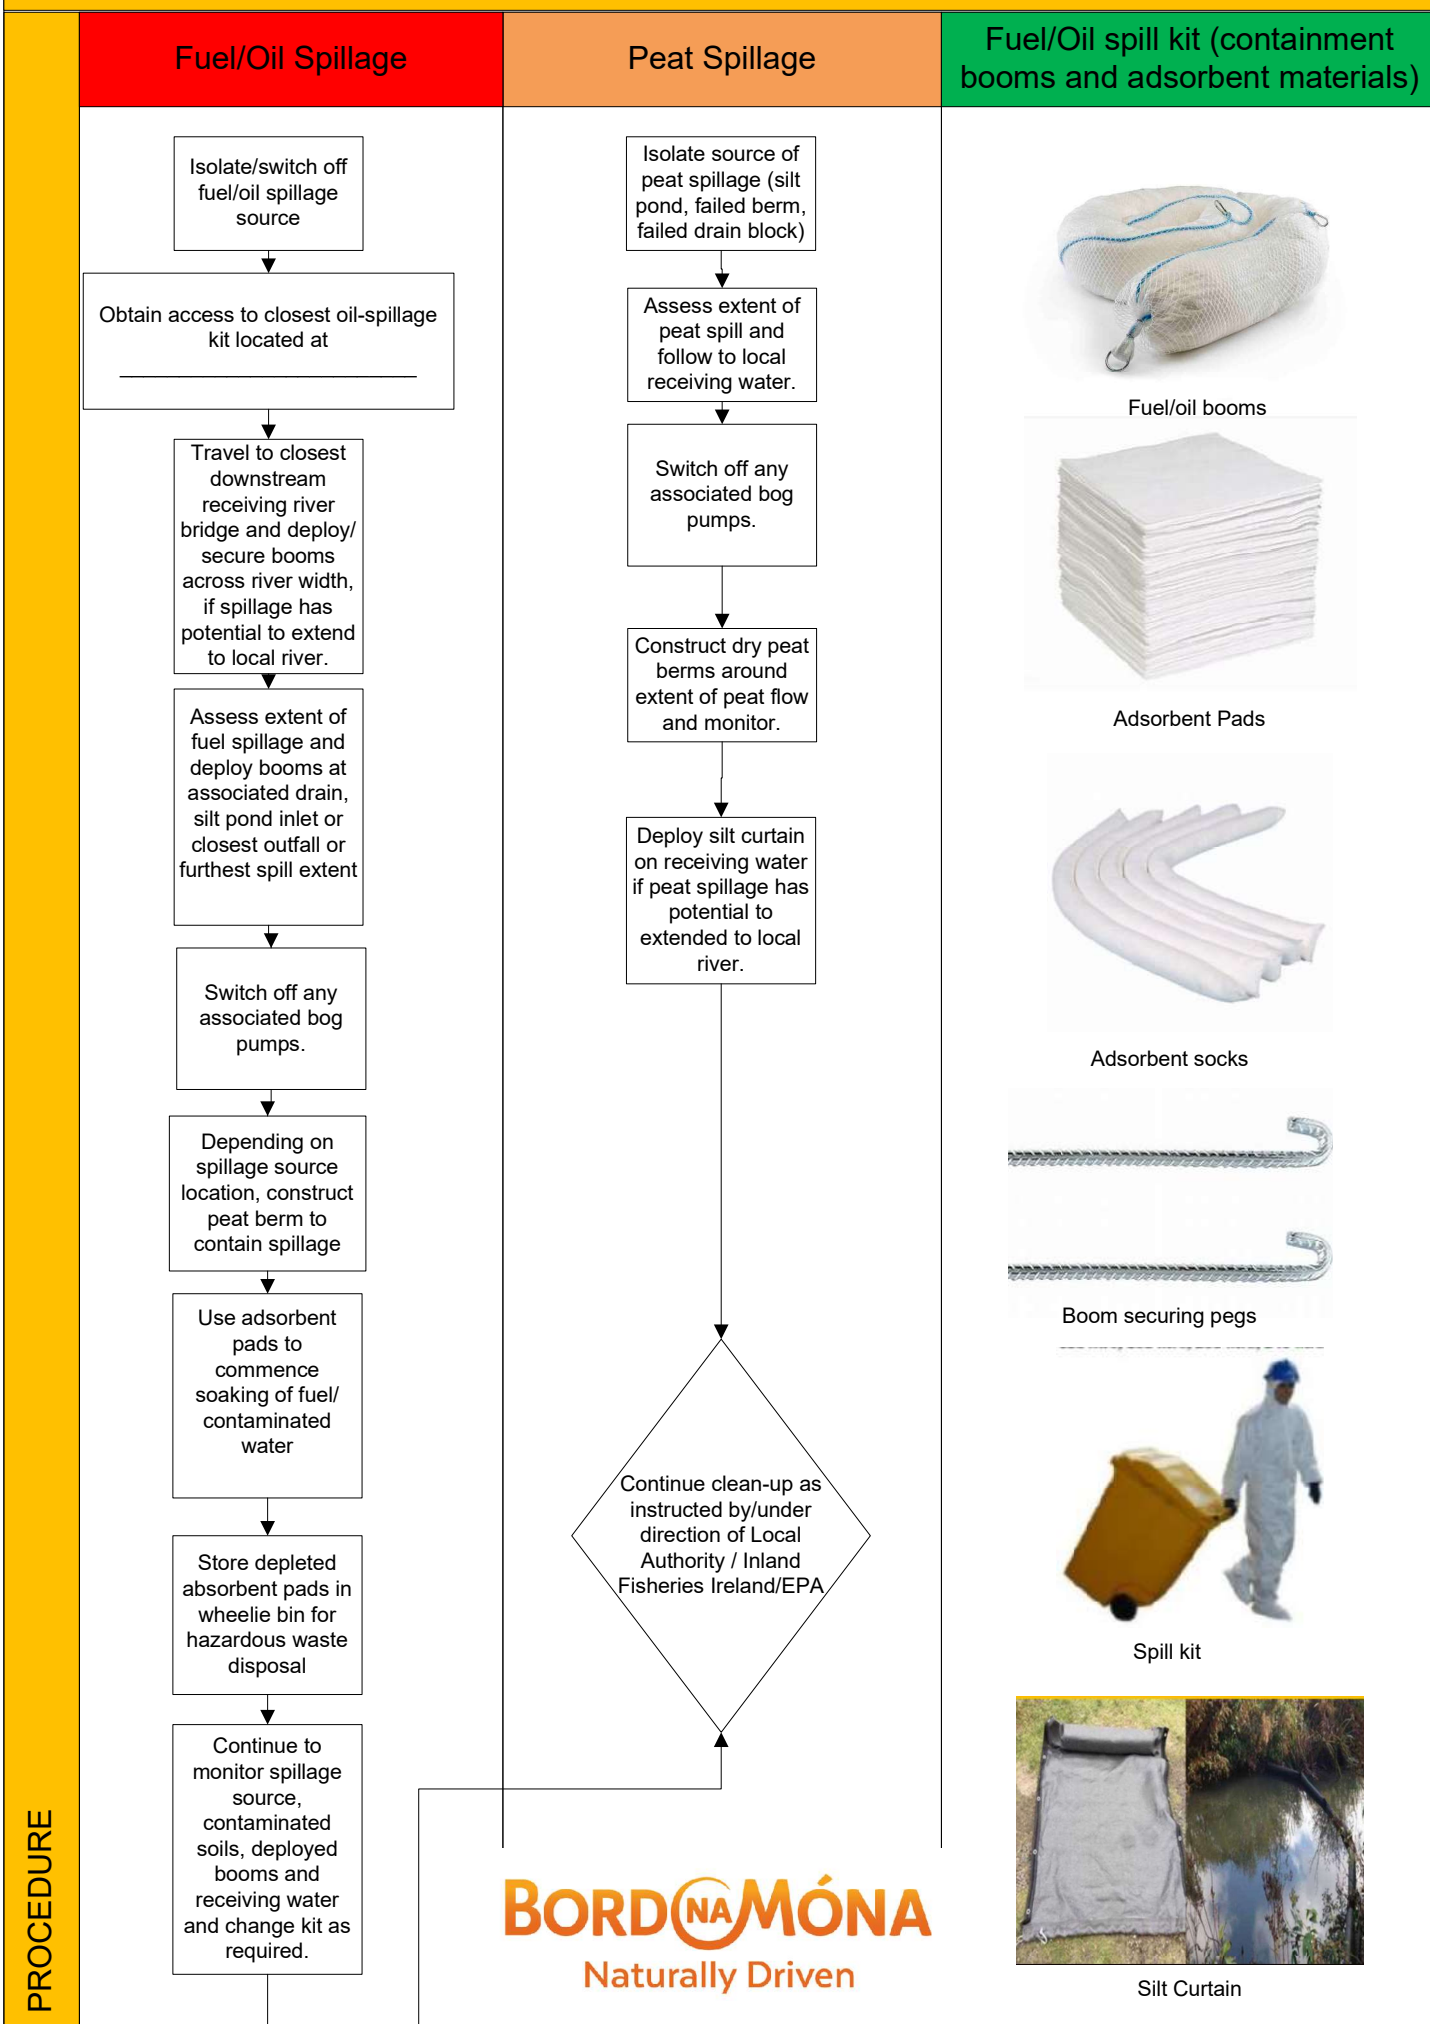 Fuel/Oil Spillage
Isolate/switch off
fuel/oil spillage
source
Obtain access to closest oil-spillage
kit located at
Travel to closest
downstream
receiving river
bridge and deploy/
secure booms
across river width,
if spillage has
potential to extend
to local river.
Assess extent of
fuel spillage and
deploy booms at
associated drain,
silt pond inlet or
closest outfall or
furthest spill extent
Switch off any
associated bog
pumps.
Depending on
spillage source
location, construct
peat berm to
contain spillage
Use adsorbent
pads to
commence
soaking of fuel/
contaminated
water
Store depleted
absorbent pads in
wheelie bin for
hazardous waste
disposal
Continue to
monitor spillage
source,
contaminated
soils, deployed
booms and
receiving water
and change kit as
required.
Peat Spillage
Isolate source of
peat spillage (silt
pond, failed berm,
failed drain block)
Assess extent of
peat spill and
follow to local
receiving water.
Switch off any
associated bog
pumps.
Construct dry peat
berms around
extent of peat flow
and monitor.
Deploy silt curtain
on receiving water
if peat spillage has
potential to
extended to local
river.
Continue clean-up as
instructed by/under
direction of Local
Authority / Inland
Fisheries Ireland/EPA
BORD NA MÓNA
Naturally Driven
Fuel/Oil spill kit (containment
booms and adsorbent materials)
Fuel/oil booms
Adsorbent Pads
Adsorbent socks
Boom securing pegs
Spill kit
Silt Curtain
PROCEDURE